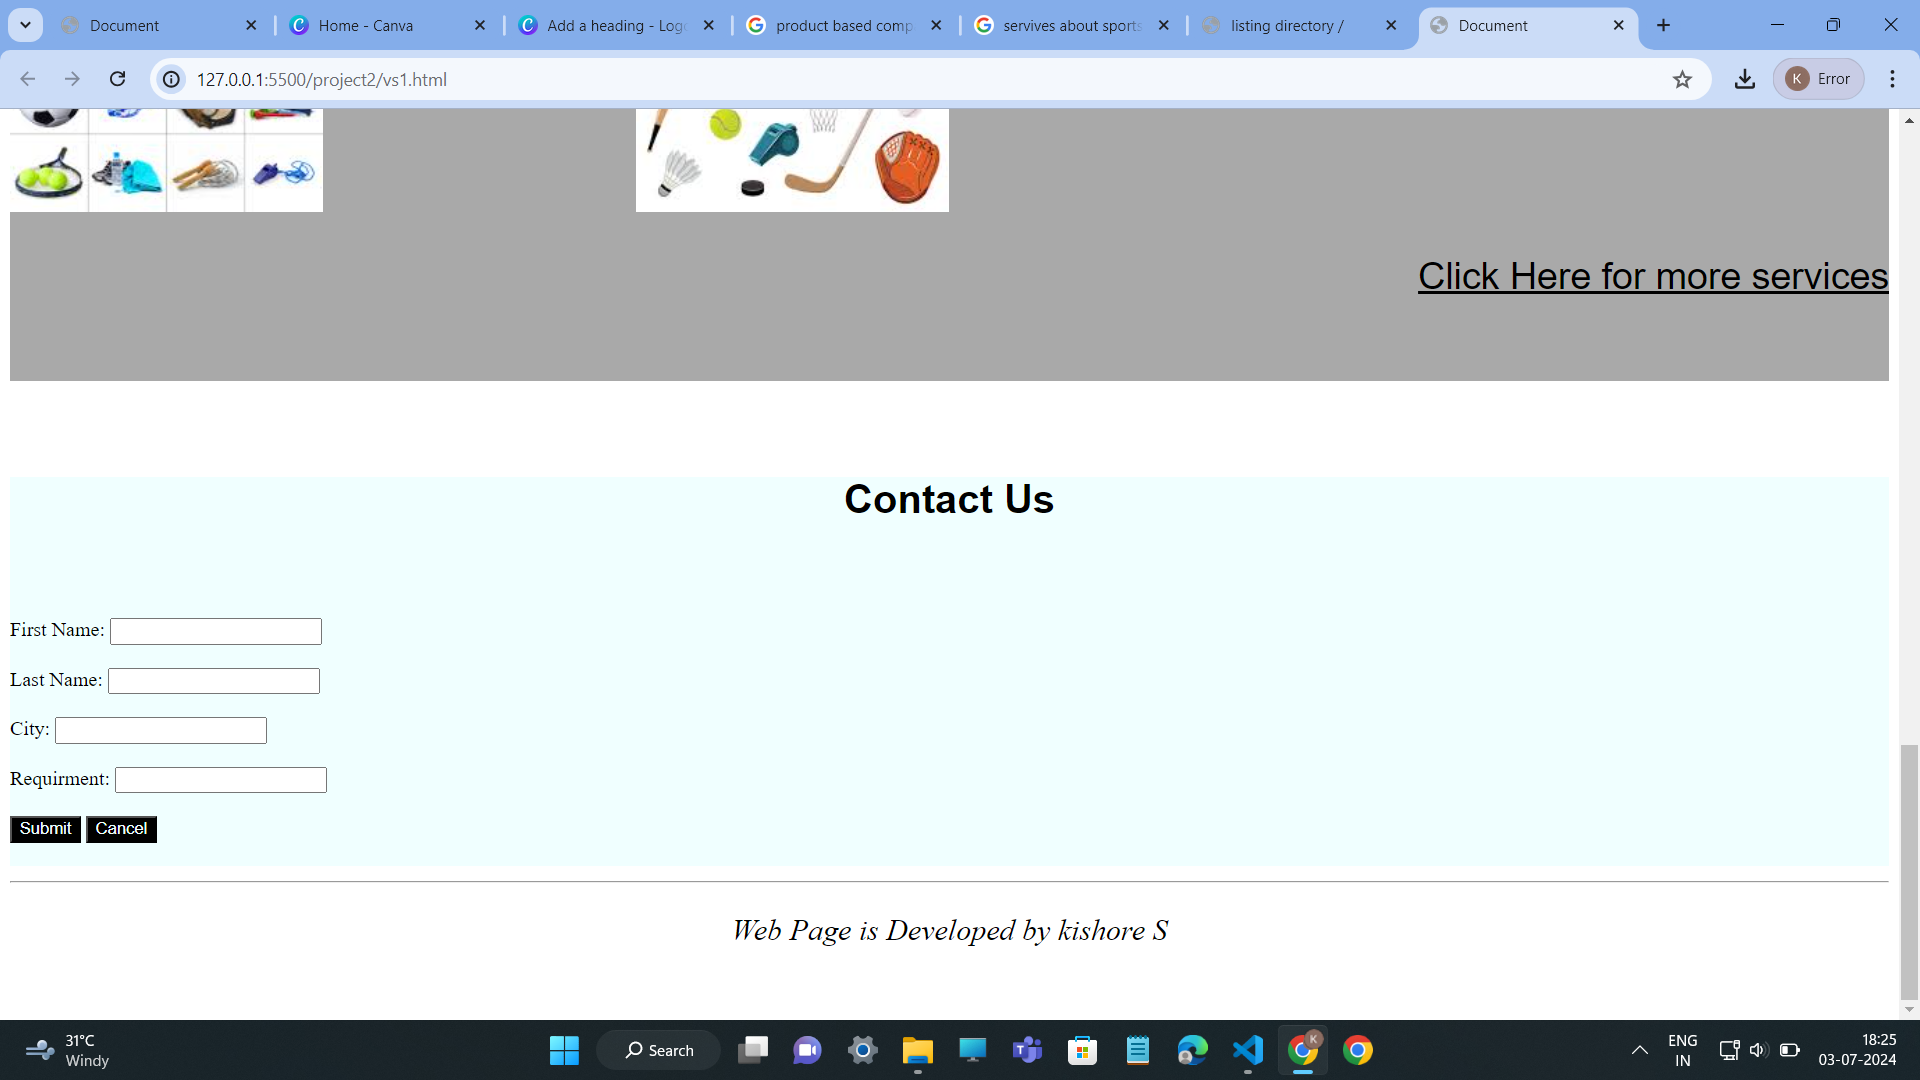 Document
Home - Canva
Add a heading - Logo
product based comp
servives about sports
listing directory /
Document
127.0.0.1:5500/project2/vs1.html
K
Error
Click Here for more services
Contact Us
First Name:
Last Name:
City:
Requirment:
Submit
Cancel
Web Page is Developed by kishore S
31°C
Windy
Search
K
ENG
IN
18:25
03-07-2024